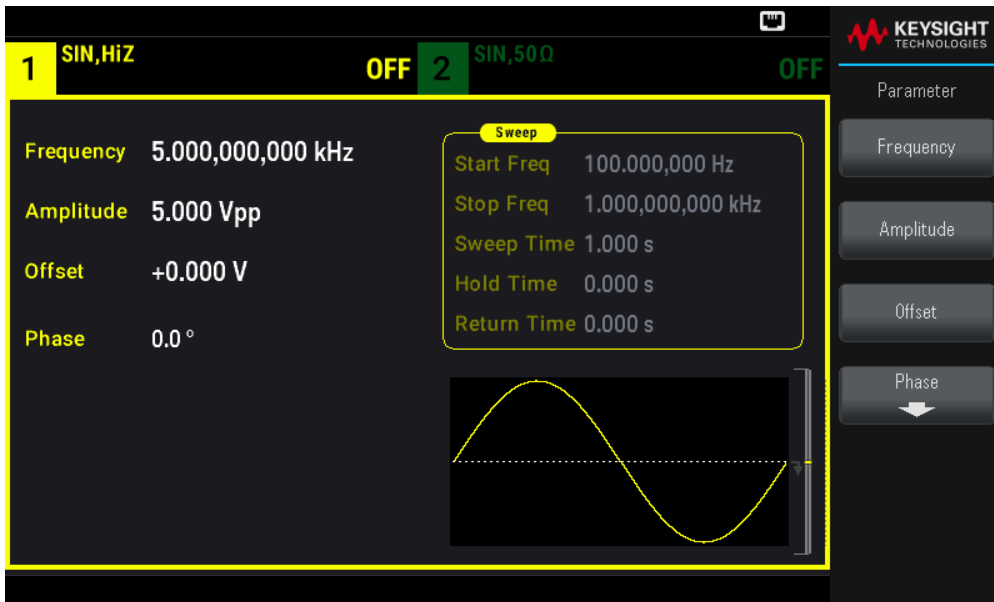 KEYSIGHT
TECHNOLOGIES
1 SIN,HiZ OFF 2 SIN,50Ω OFF
Parameter
Frequency 5.000,000,000 kHz
Amplitude 5.000 Vpp
Offset +0.000 V
Phase 0.0 °
Sweep
Start Freq 100.000,000 Hz
Stop Freq 1.000,000,000 kHz
Sweep Time 1.000 s
Hold Time 0.000 s
Return Time 0.000 s
Frequency
Amplitude
Offset
Phase